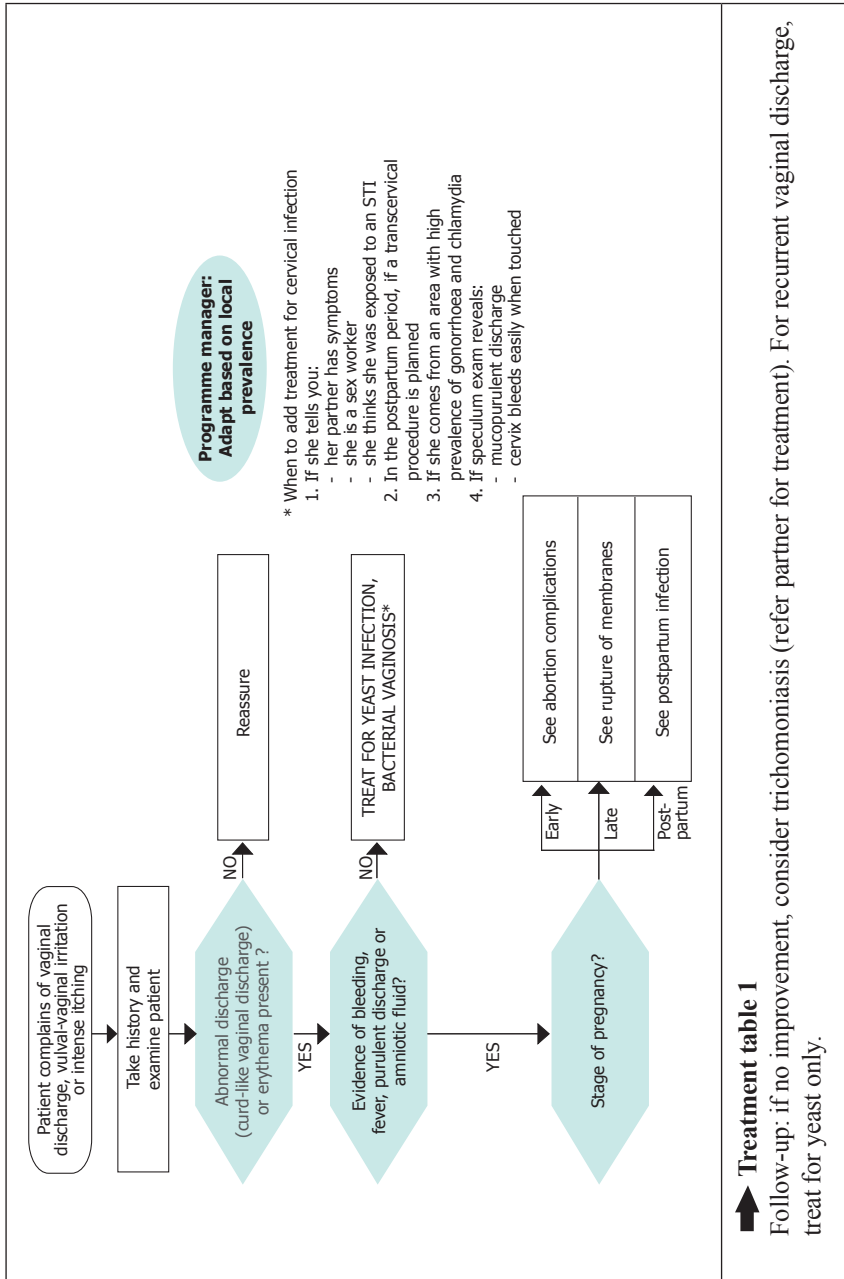 Patient complains of vaginal
discharge, vulval-vaginal irritation
or intense itching
Take history and
examine patient
Abnormal discharge
(curd-like vaginal discharge)
or erythema present ?
NO
Reassure
YES
Evidence of bleeding,
fever, purulent discharge or
amniotic fluid?
NO
TREAT FOR YEAST INFECTION,
BACTERIAL VAGINOSIS*
YES
Stage of pregnancy?
Early
See abortion complications
Late
See rupture of membranes
Post-
partum
See postpartum infection
Programme manager:
Adapt based on local
prevalence
* When to add treatment for cervical infection
1. If she tells you:
- her partner has symptoms
- she is a sex worker
- she thinks she was exposed to an STI
2. In the postpartum period, if a transcervical
procedure is planned
3. If she comes from an area with high
prevalence of gonorrhoea and chlamydia
4. If speculum exam reveals:
- mucopurulent discharge
- cervix bleeds easily when touched
Treatment table 1
Follow-up: if no improvement, consider trichomoniasis (refer partner for treatment). For recurrent vaginal discharge,
treat for yeast only.